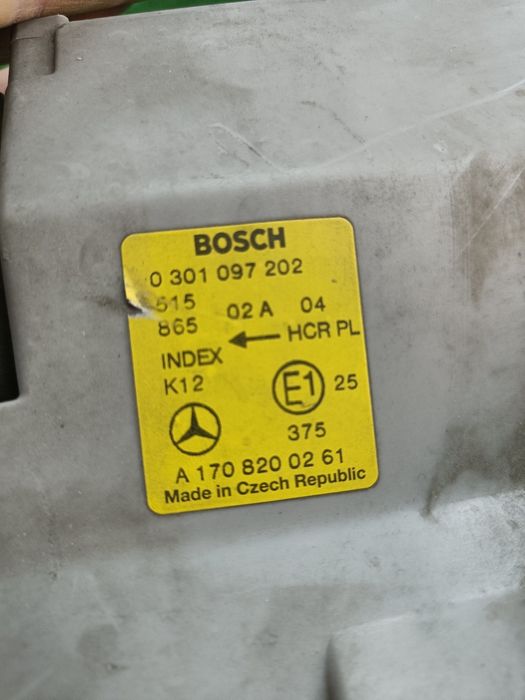 BOSCH
0 301 097 202
615
865 02 A 04
← HCR PL
INDEX
K12 E1 25
375
A 170 820 02 61
Made in Czech Republic